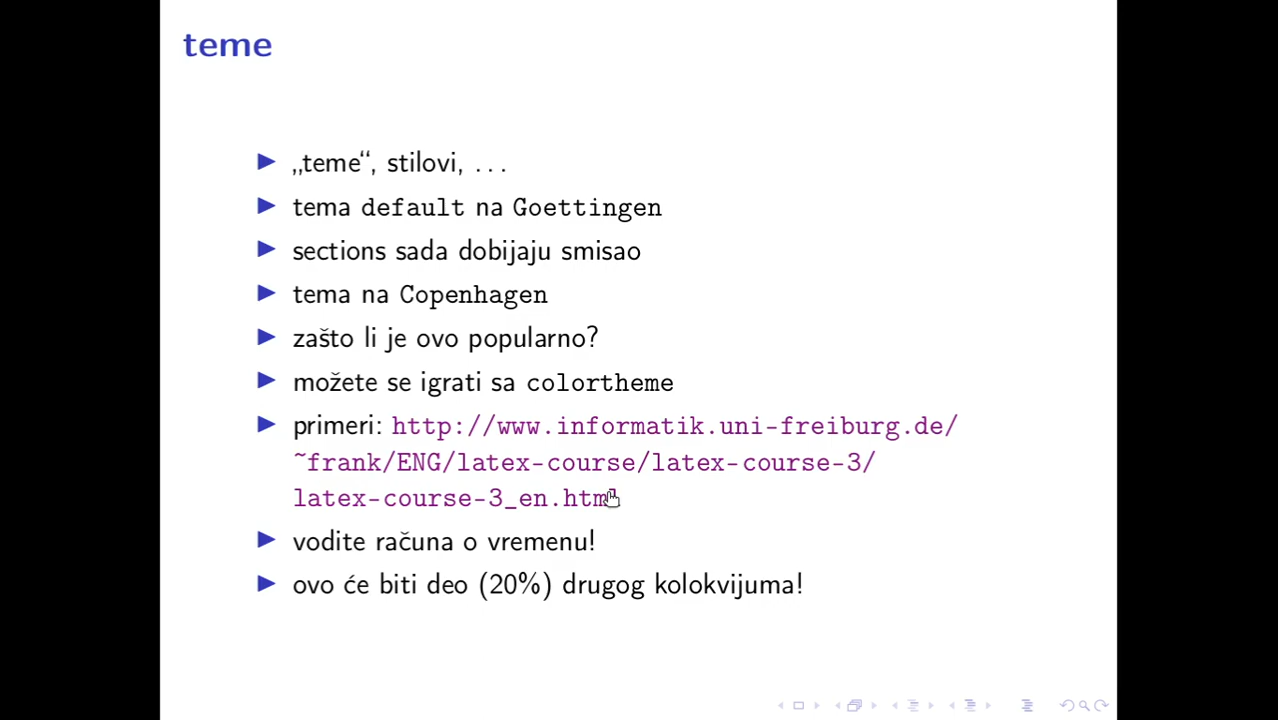 teme
„teme“, stilovi, . . .
tema default na Goettingen
sections sada dobijaju smisao
tema na Copenhagen
zašto li je ovo popularno?
možete se igrati sa colortheme
primeri: http://www.informatik.uni-freiburg.de/
~frank/ENG/latex-course/latex-course-3/
latex-course-3_en.html
vodite računa o vremenu!
ovo će biti deo (20%) drugog kolokvijuma!